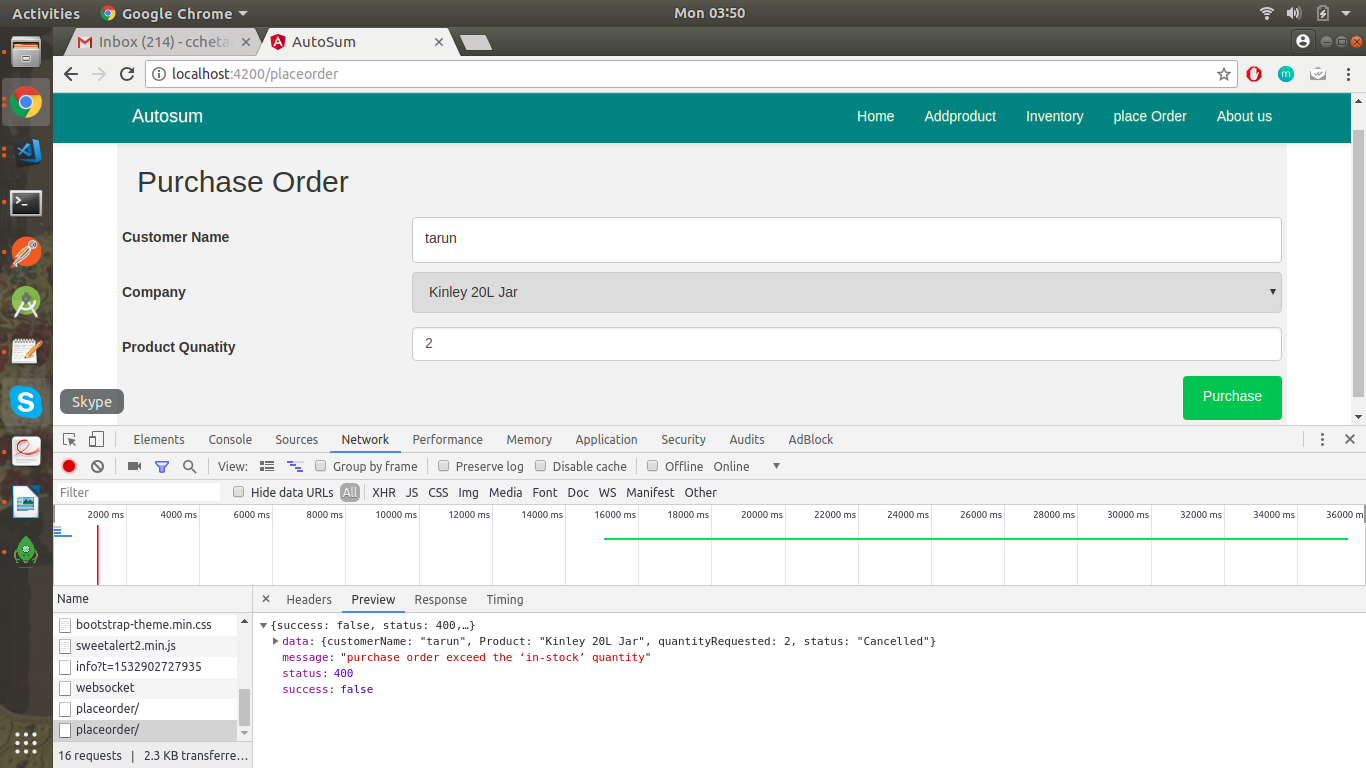 Activities Google Chrome Mon 03:50
Inbox (214) - ccheta AutoSum
localhost:4200/placeorder
Autosum Home Addproduct Inventory place Order About us
Purchase Order
Customer Name tarun
Company Kinley 20L Jar
Product Qunatity 2
Purchase
Skype
Elements Console Sources Network Performance Memory Application Security Audits AdBlock
View: Group by frame Preserve log Disable cache Offline Online
Filter Hide data URLs All XHR JS CSS Img Media Font Doc WS Manifest Other
2000 ms 4000 ms 6000 ms 8000 ms 10000 ms 12000 ms 14000 ms 16000 ms 18000 ms 20000 ms 22000 ms 24000 ms 26000 ms 28000 ms 30000 ms 32000 ms 34000 ms 36000 m
Name Headers Preview Response Timing
bootstrap-theme.min.css
sweetalert2.min.js
info?t=1532902727935
websocket
placeorder/
placeorder/
16 requests | 2.3 KB transferre...
{success: false, status: 400,…}
data: {customerName: "tarun", Product: "Kinley 20L Jar", quantityRequested: 2, status: "Cancelled"}
message: "purchase order exceed the ‘in-stock’ quantity"
status: 400
success: false